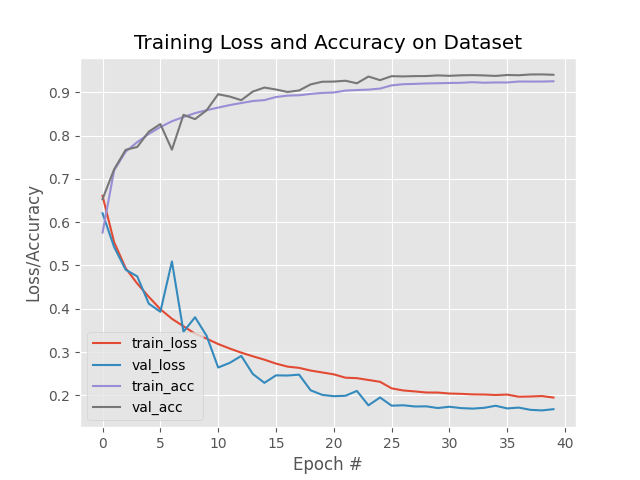 Training Loss and Accuracy on Dataset
Loss/Accuracy
0.9
0.8
0.7
0.6
0.5
0.4
0.3
0.2
train_loss
val_loss
train_acc
val_acc
0 5 10 15 20 25 30 35 40
Epoch #